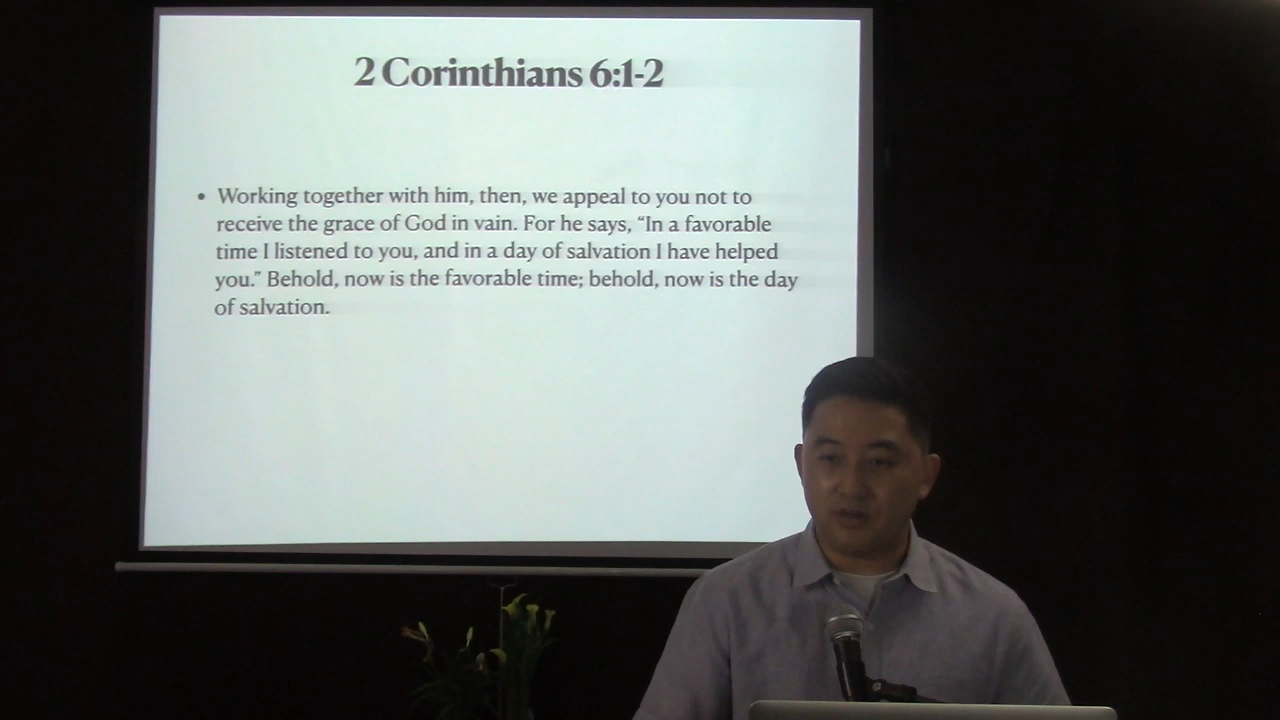 2 Corinthians 6:1-2
• Working together with him, then, we appeal to you not to
receive the grace of God in vain. For he says, “In a favorable
time I listened to you, and in a day of salvation I have helped
you.” Behold, now is the favorable time; behold, now is the day
of salvation.